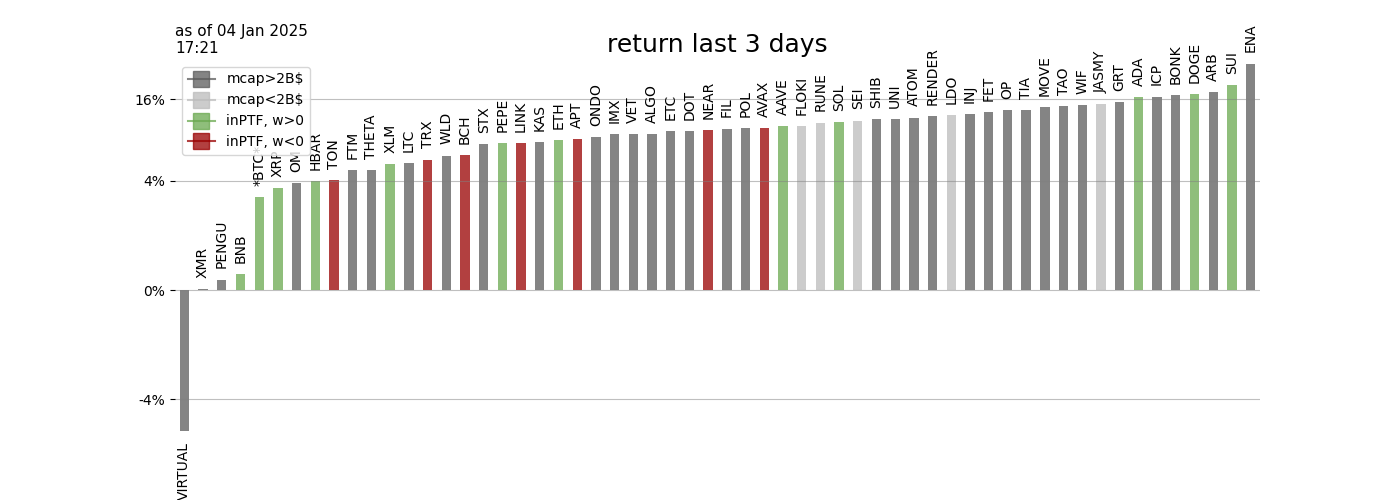 as of 04 Jan 2025
17:21
return last 3 days
mcap>2B$
mcap<2B$
inPTF, w>0
inPTF, w<0
16%
4%
0%
-4%
VIRTUAL
XMR
PENGU
BNB
*BTC*
XRP
OM
HBAR
TON
FTM
THETA
XLM
LTC
TRX
WLD
BCH
STX
PEPE
LINK
KAS
ETH
APT
ONDO
IMX
VET
ALGO
ETC
DOT
NEAR
FIL
POL
AVAX
AAVE
FLOKI
RUNE
SOL
SEI
SHIB
UNI
ATOM
RENDER
LDO
INJ
FET
OP
TIA
MOVE
TAO
WIF
JASMY
GRT
ADA
ICP
BONK
DOGE
ARB
SUI
ENA